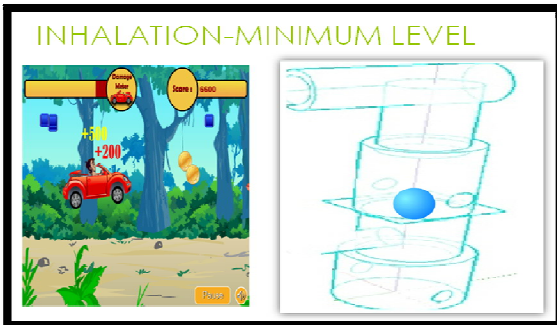 INHALATION-MINIMUM LEVEL
Damage
Meter
Score: 6600
+500
+200
Pause